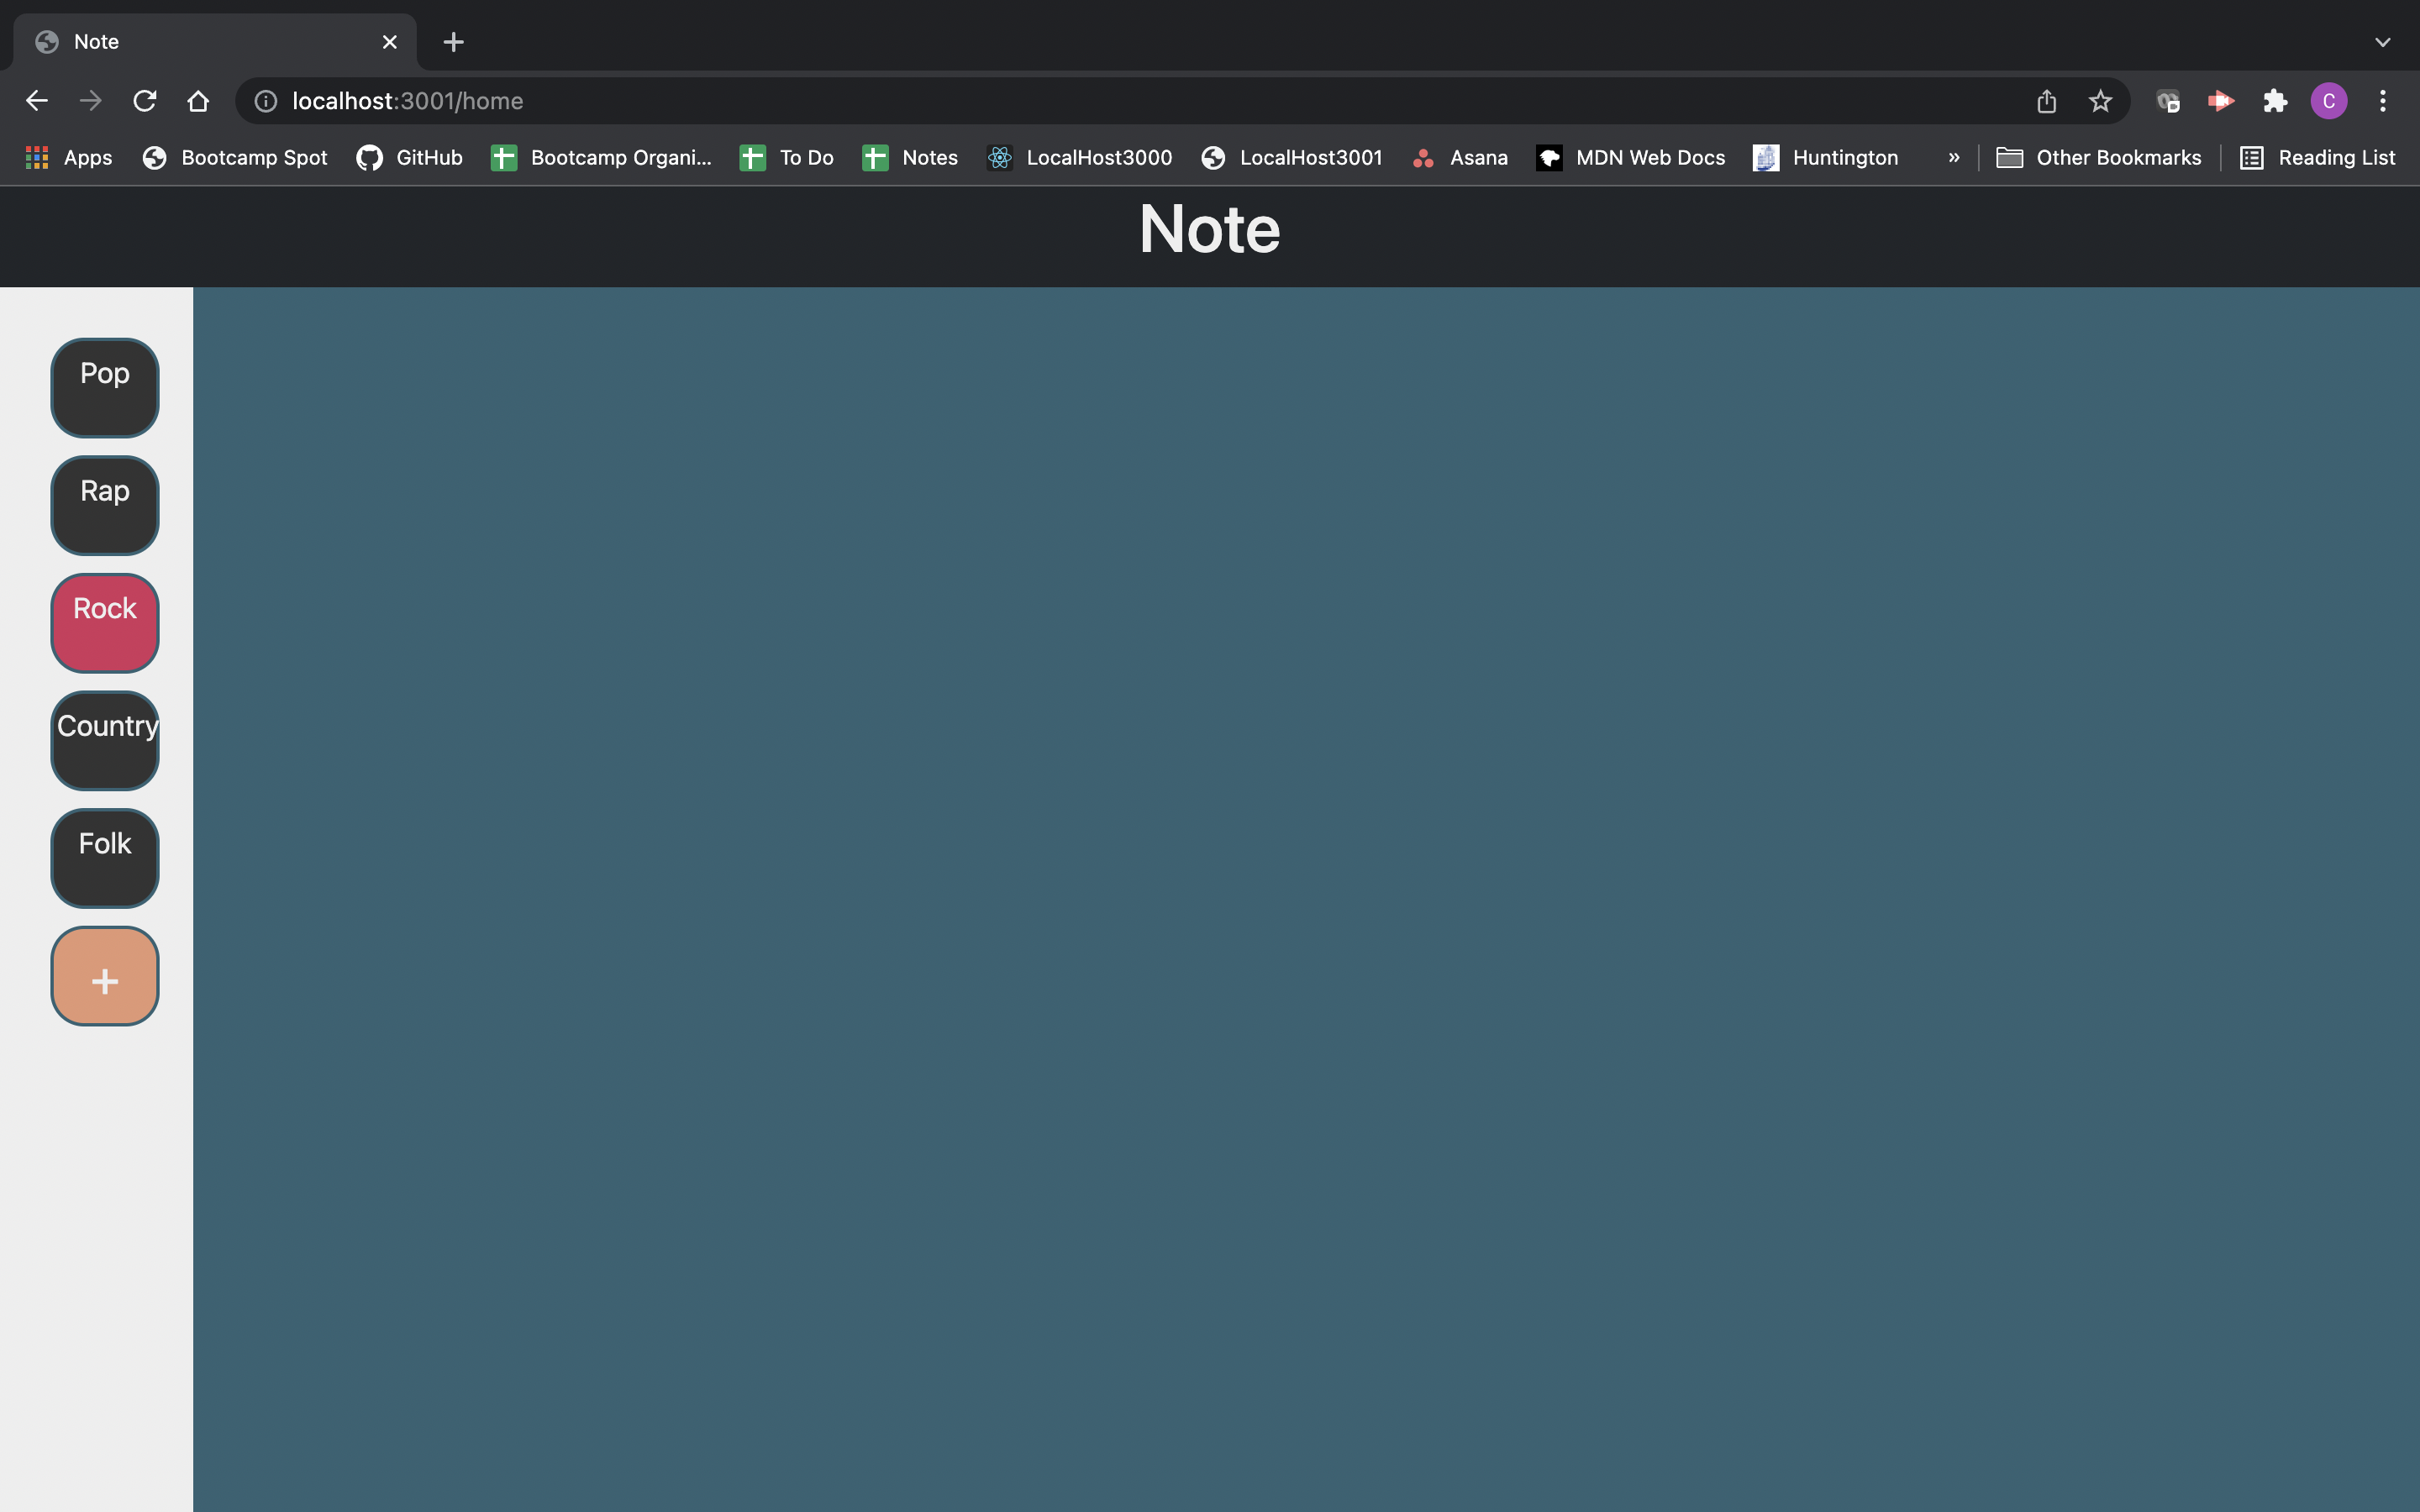 Note
localhost:3001/home
C
Apps Bootcamp Spot GitHub Bootcamp Organi... To Do Notes LocalHost3000 LocalHost3001 Asana MDN Web Docs Huntington » Other Bookmarks Reading List
Note
Pop
Rap
Rock
Country
Folk
+